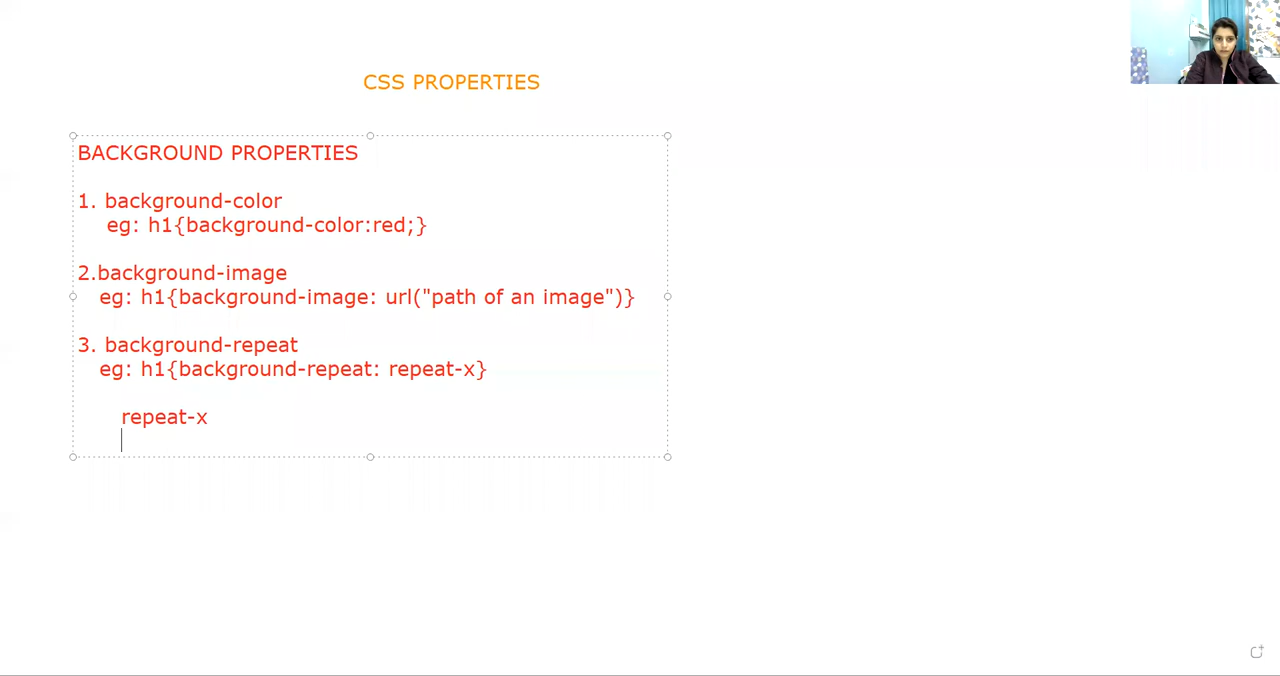 CSS PROPERTIES
BACKGROUND PROPERTIES
1. background-color
eg: h1{background-color:red;}
2.background-image
eg: h1{background-image: url("path of an image")}
3. background-repeat
eg: h1{background-repeat: repeat-x}
repeat-x